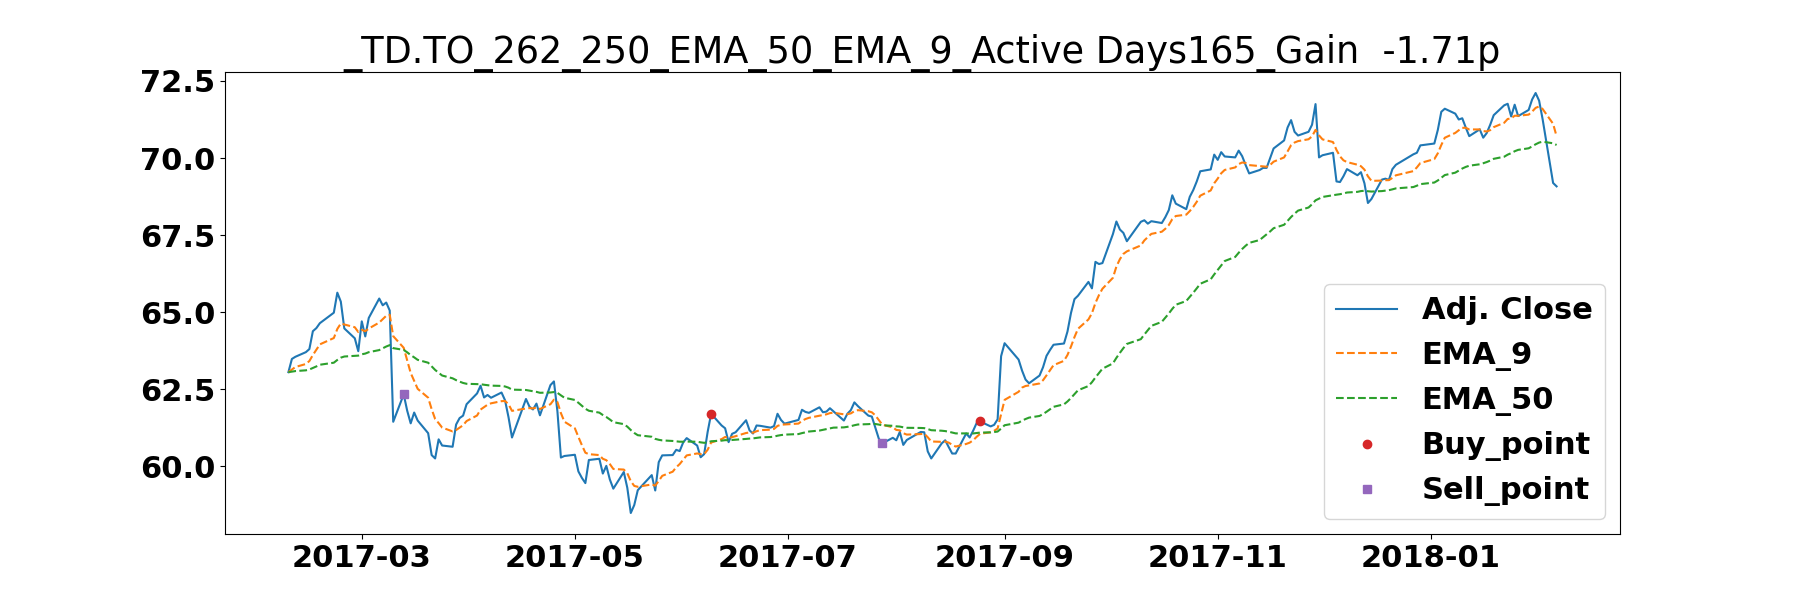 _TD.TO_262_250_EMA_50_EMA_9_Active Days165_Gain  -1.71p
72.5
70.0
67.5
65.0
62.5
60.0
Adj. Close
EMA_9
EMA_50
Buy_point
Sell_point
2017-03
2017-05
2017-07
2017-09
2017-11
2018-01